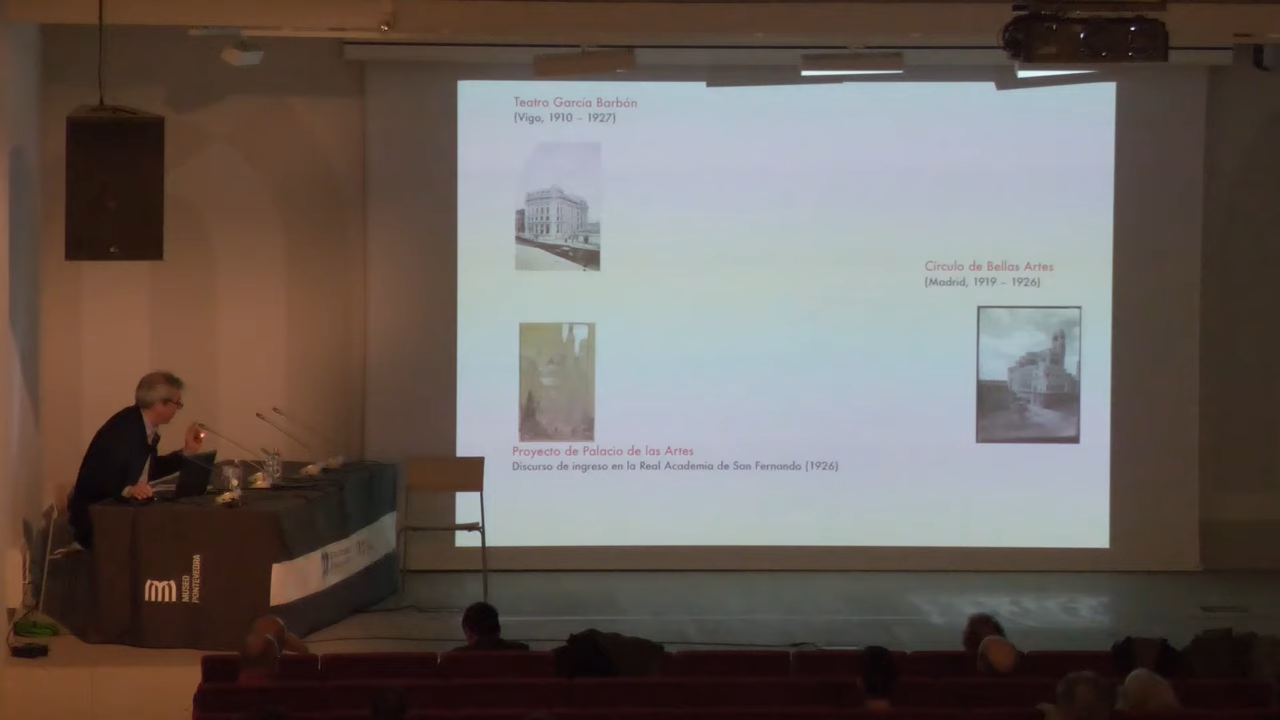 Teatro García Barbón
(Vigo, 1910 – 1927)
Círculo de Bellas Artes
(Madrid, 1919 – 1926)
Proyecto de Palacio de las Artes
Discurso de ingreso en la Real Academia de San Fernando (1926)
MUSEO
PONTEVEDRA